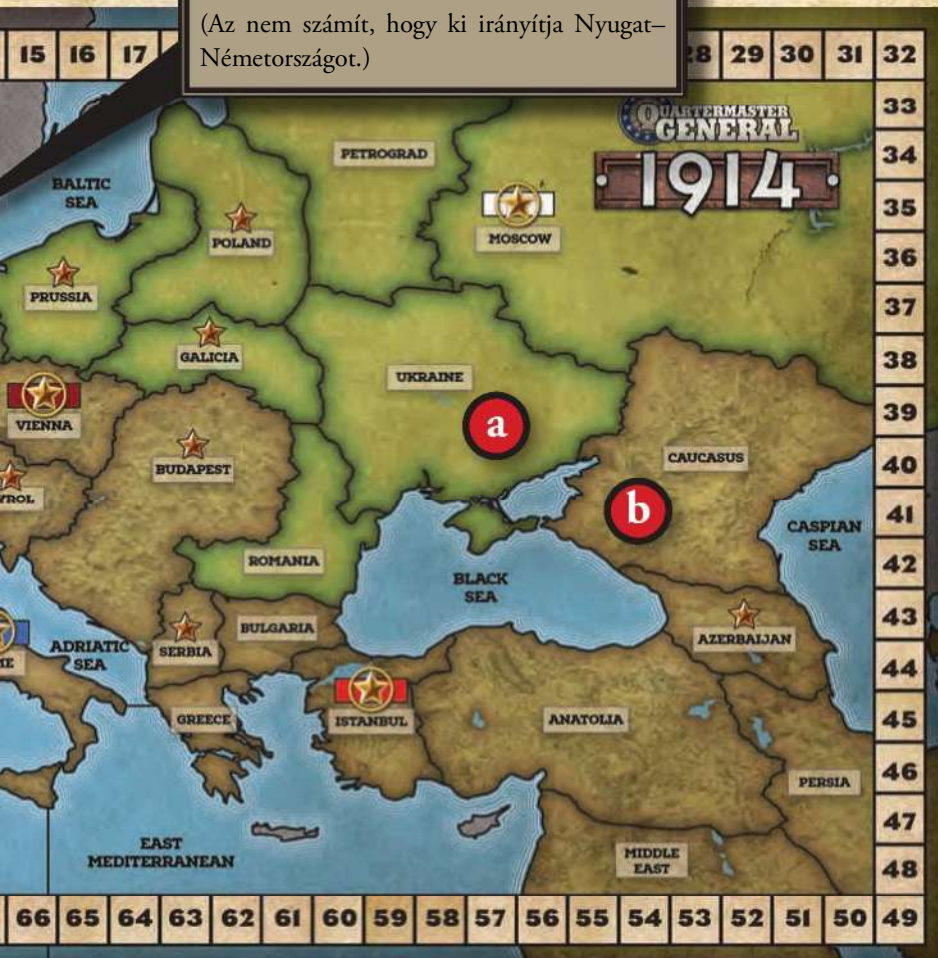 (Az nem számít, hogy ki irányítja Nyugat–
Németországot.)
15 16 17 28 29 30 31 32
33
34
35
36
37
38
39
40
41
42
43
44
45
46
47
48
QUARTERMASTER
GENERAL
1914
BALTIC
SEA
PETROGRAD
MOSCOW
POLAND
PRUSSIA
GALICIA
UKRAINE
VIENNA
a
BUDAPEST
CAUCASUS
b
CASPIAN
SEA
ROMANIA
BLACK
SEA
BULGARIA
SERBIA
ADRIATIC
SEA
AZERBAIJAN
GREECE
ISTANBUL
ANATOLIA
PERSIA
EAST
MEDITERRANEAN
MIDDLE
EAST
66 65 64 63 62 61 60 59 58 57 56 55 54 53 52 51 50 49